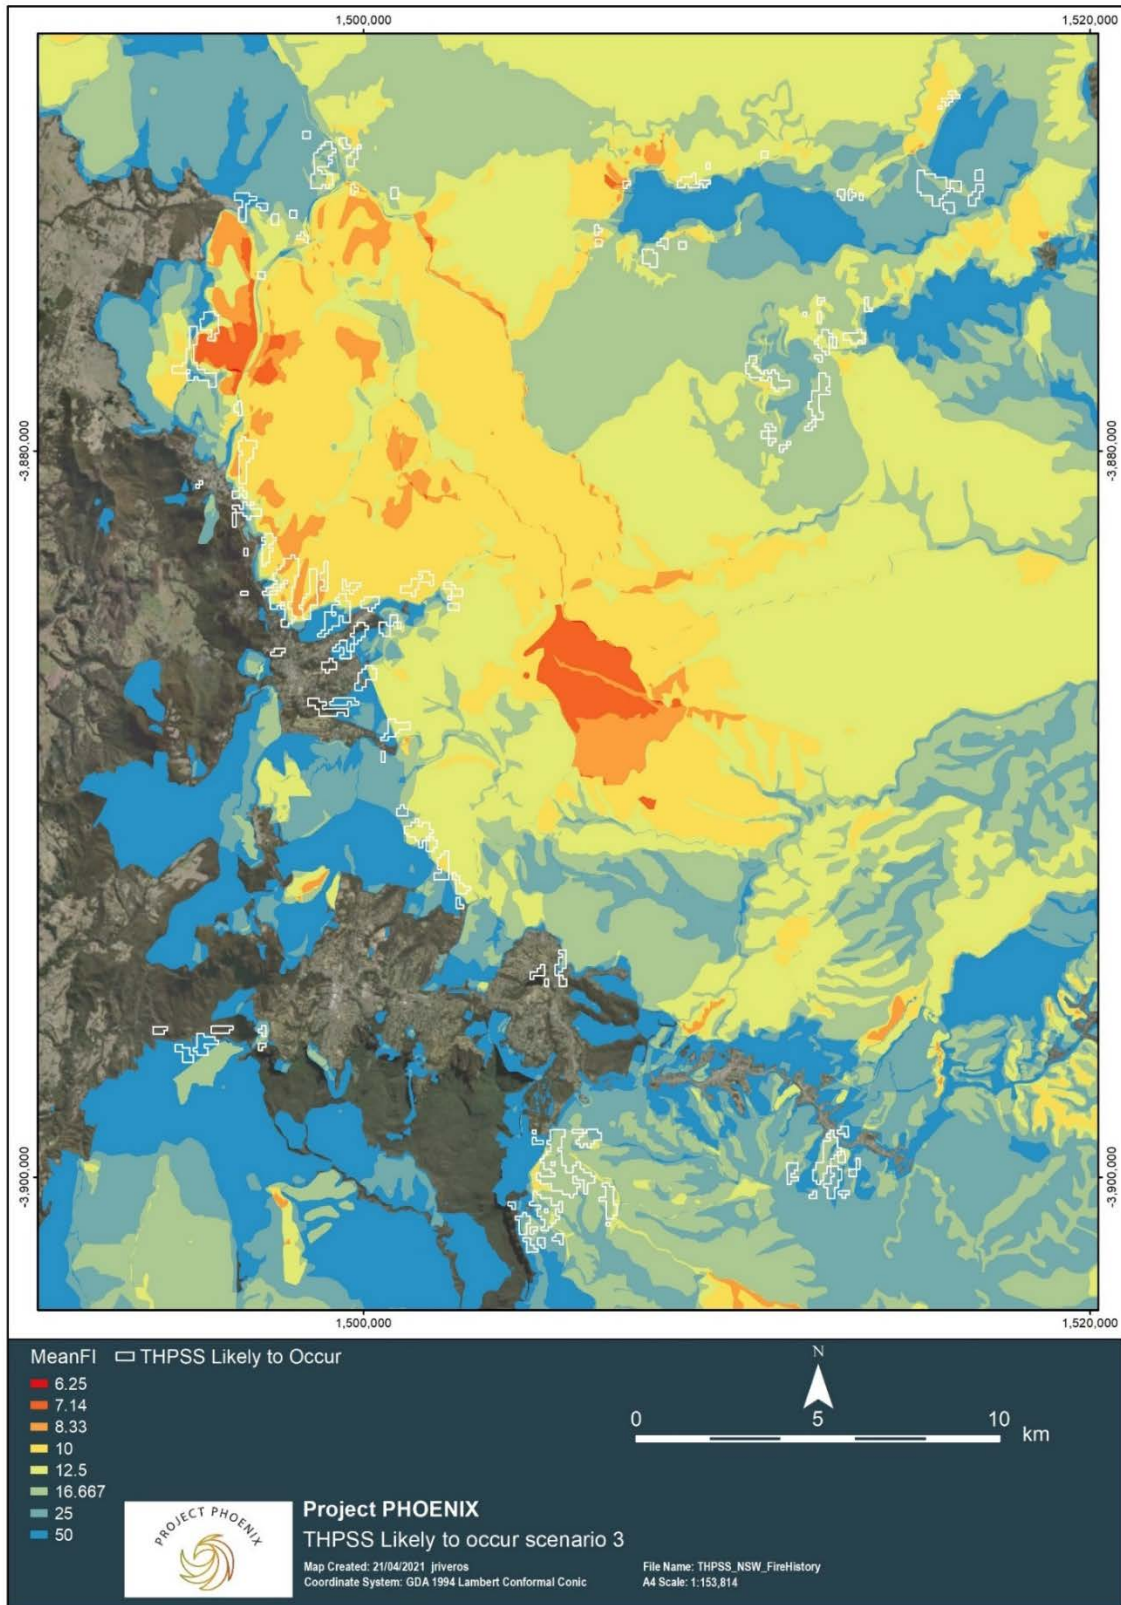 1,500,000
1,520,000
-3,880,000
-3,880,000
-3,900,000
-3,900,000
1,500,000
1,520,000
MeanFI
THPSS Likely to Occur
6.25
7.14
8.33
10
12.5
16.667
25
50
N
0
5
10
km
PROJECT PHOENIX
Project PHOENIX
THPSS Likely to occur scenario 3
Map Created: 21/04/2021 jriveros
Coordinate System: GDA 1994 Lambert Conformal Conic
File Name: THPSS_NSW_FireHistory
A4 Scale: 1:153,814